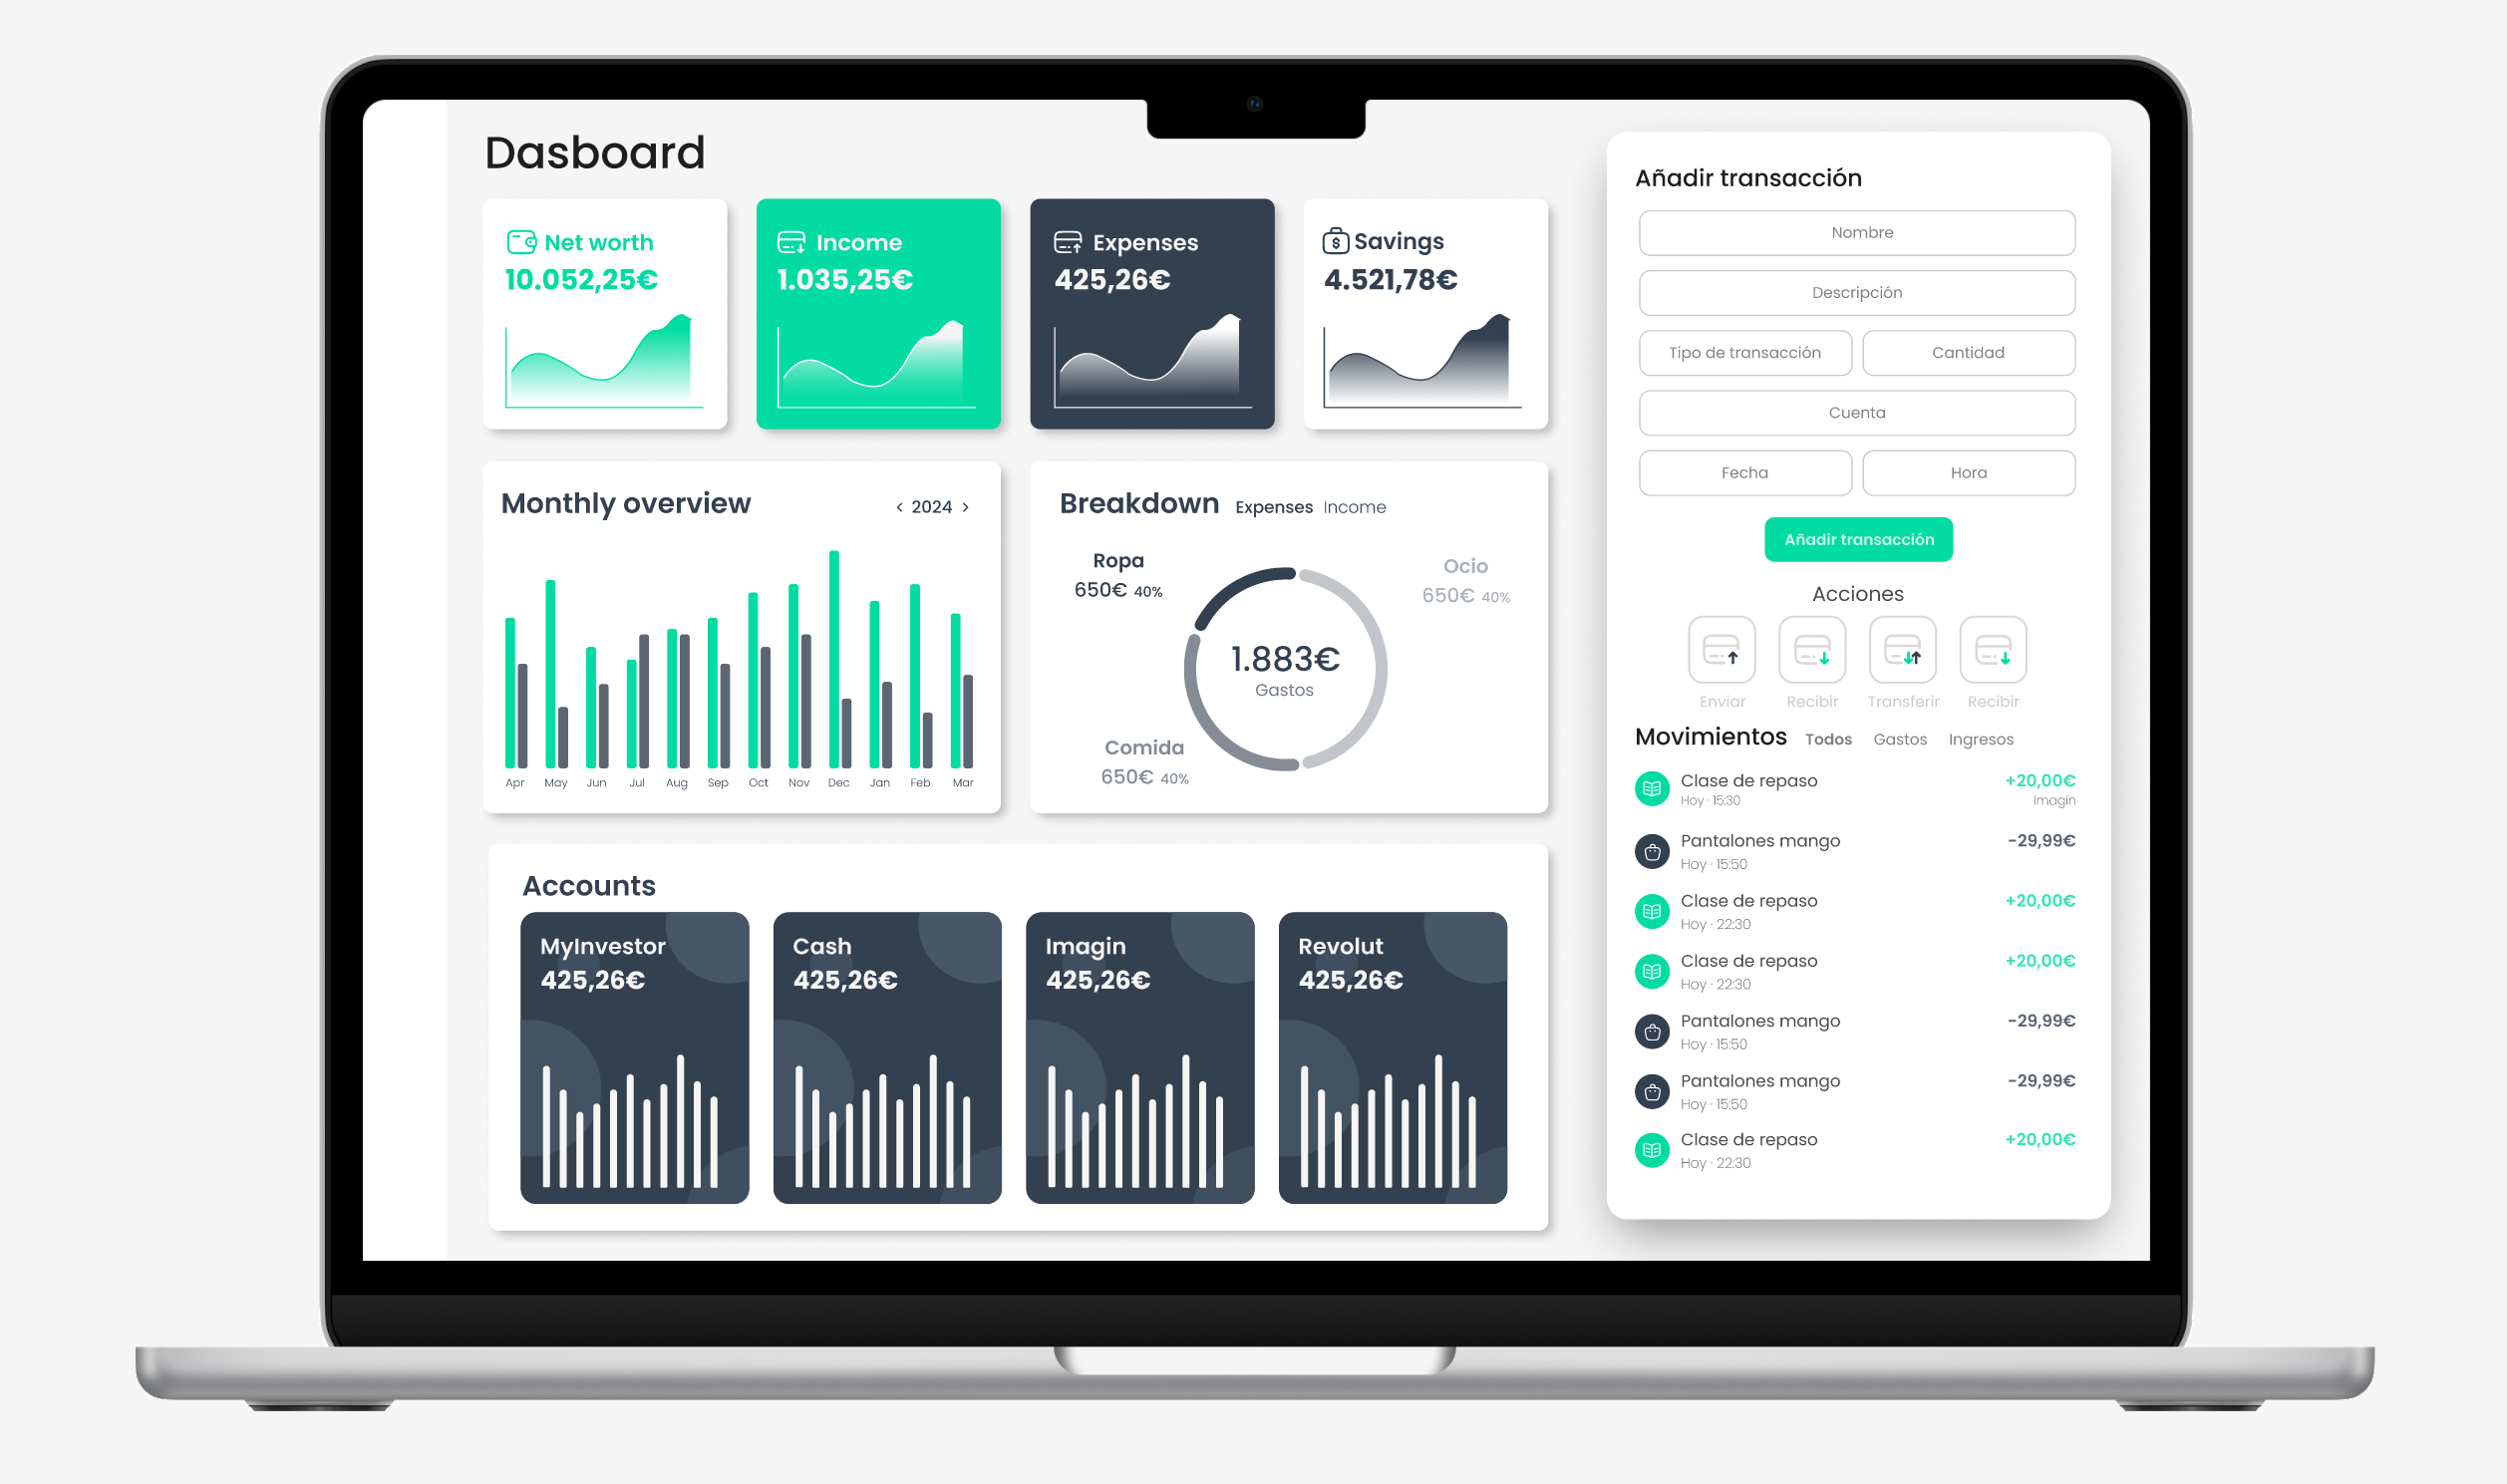 Dasboard
Net worth
10.052,25€
Income
1.035,25€
Expenses
425,26€
Savings
4.521,78€
Monthly overview
‹ 2024 ›
Apr May Jun Jul Aug Sep Oct Nov Dec Jan Feb Mar
Breakdown Expenses Income
Ropa
650€ 40%
Ocio
650€ 40%
1.883€
Gastos
Comida
650€ 40%
Accounts
MyInvestor
425,26€
Cash
425,26€
Imagin
425,26€
Revolut
425,26€
Añadir transacción
Nombre
Descripción
Tipo de transacción
Cantidad
Cuenta
Fecha
Hora
Añadir transacción
Acciones
Enviar Recibir Transferir Recibir
Movimientos Todos Gastos Ingresos
Clase de repaso +20,00€
Hoy · 15:30 Imagin
Pantalones mango -29,99€
Hoy · 15:50
Clase de repaso +20,00€
Hoy · 22:30
Clase de repaso +20,00€
Hoy · 22:30
Pantalones mango -29,99€
Hoy · 15:50
Pantalones mango -29,99€
Hoy · 15:50
Clase de repaso +20,00€
Hoy · 22:30